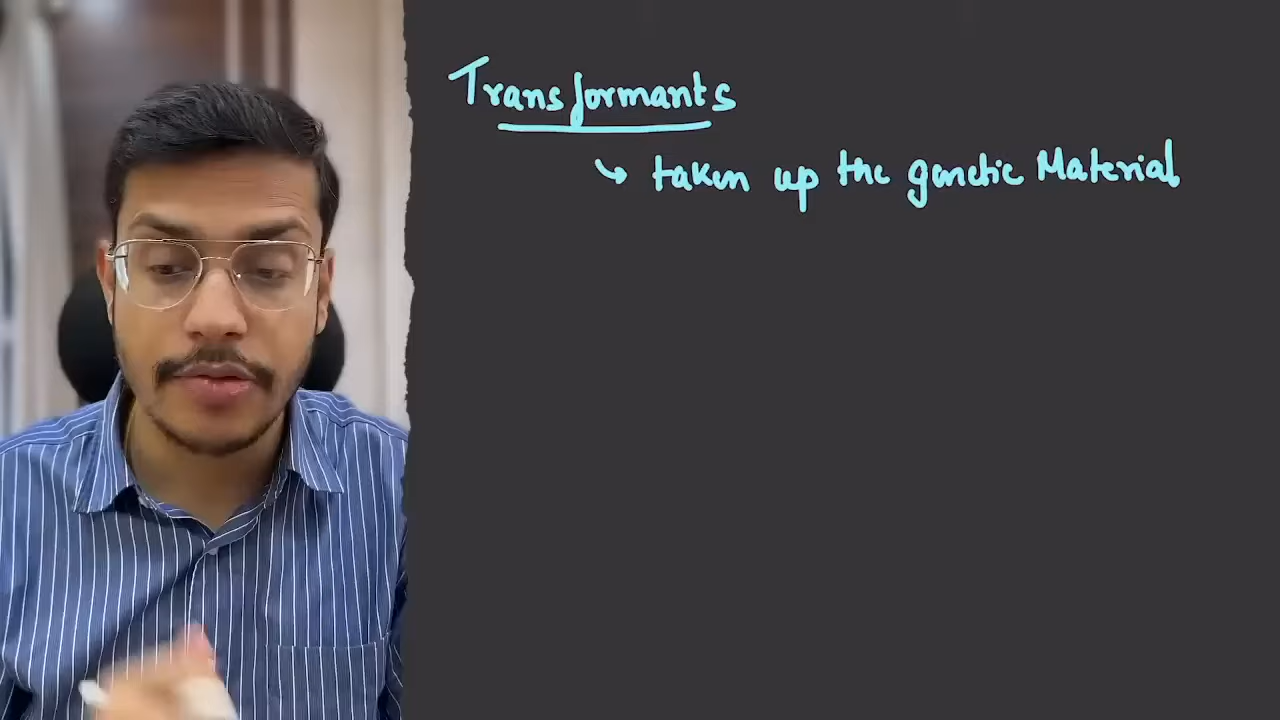 Transformants
↳ taken up the genetic Material